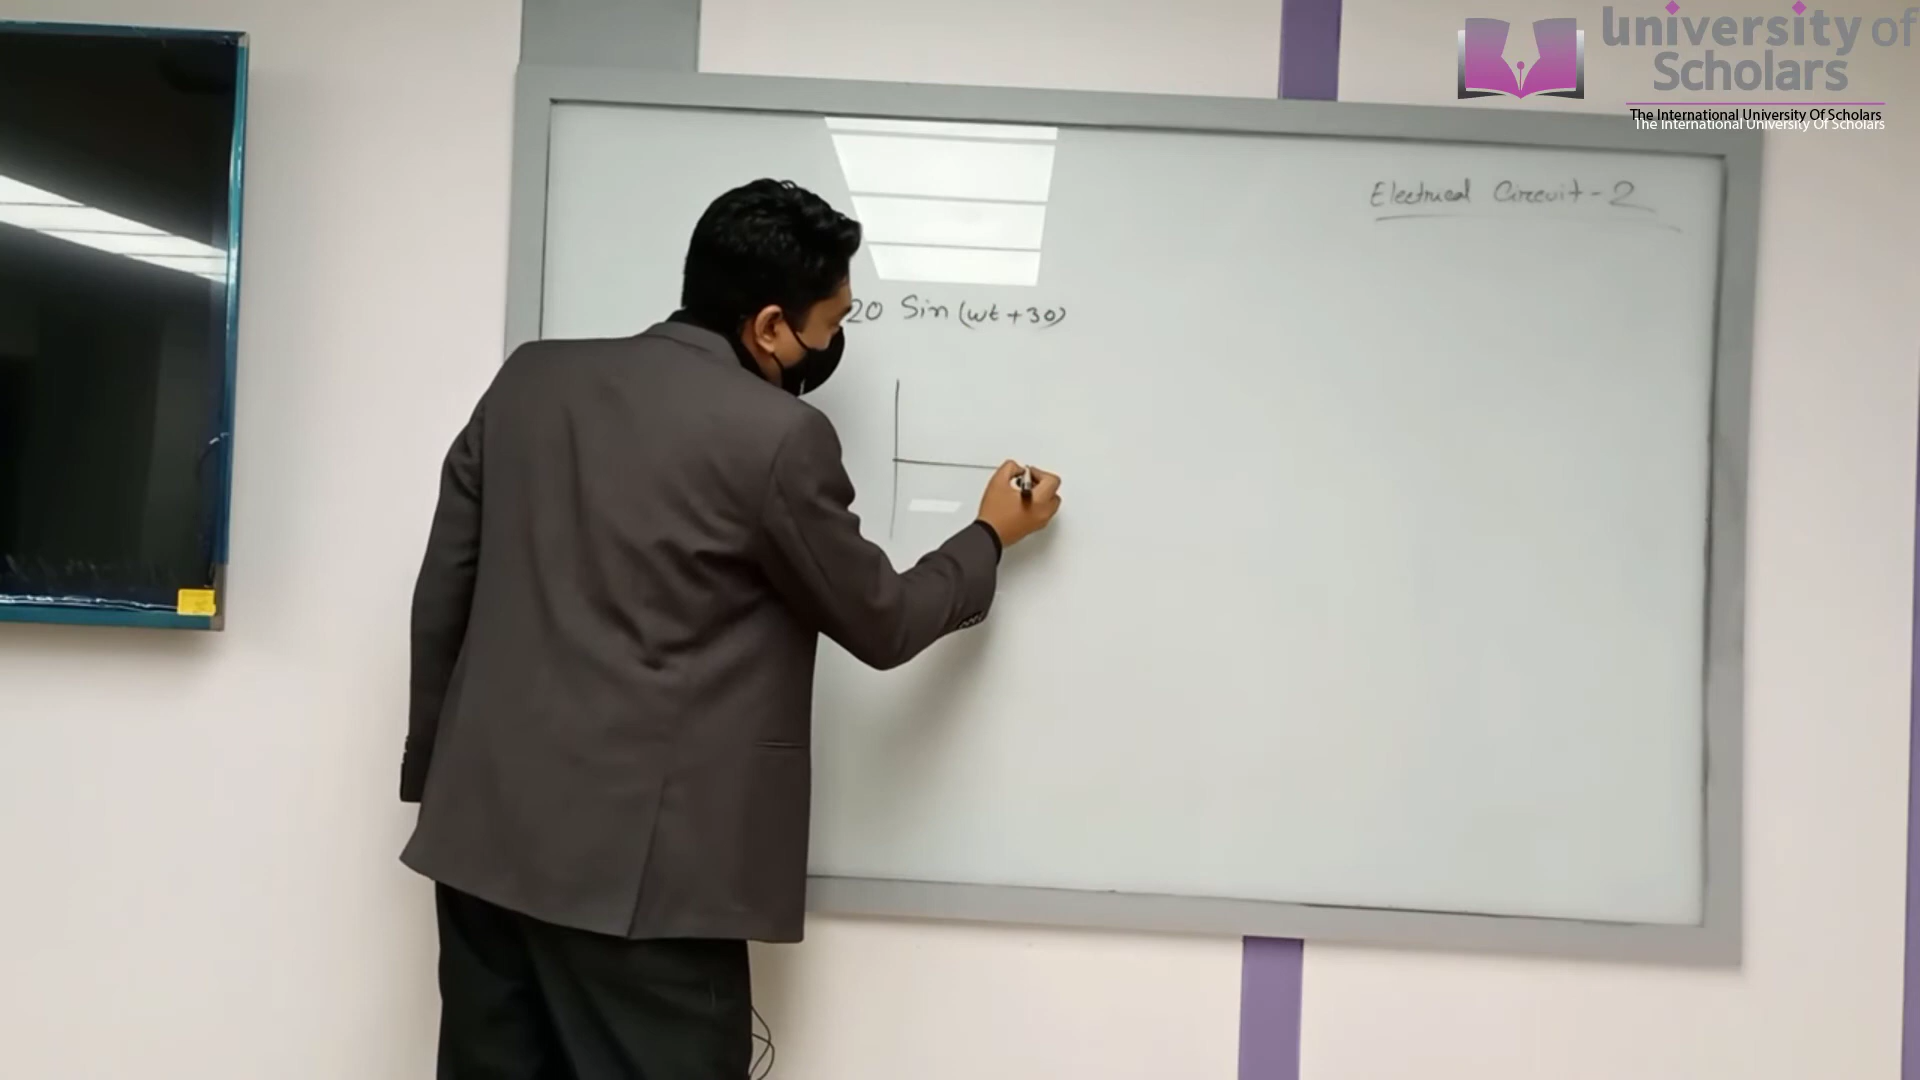 University of
Scholars
The International University Of Scholars
The International University Of Scholars
Electrical Circuit - 2
20 Sin (wt + 30)